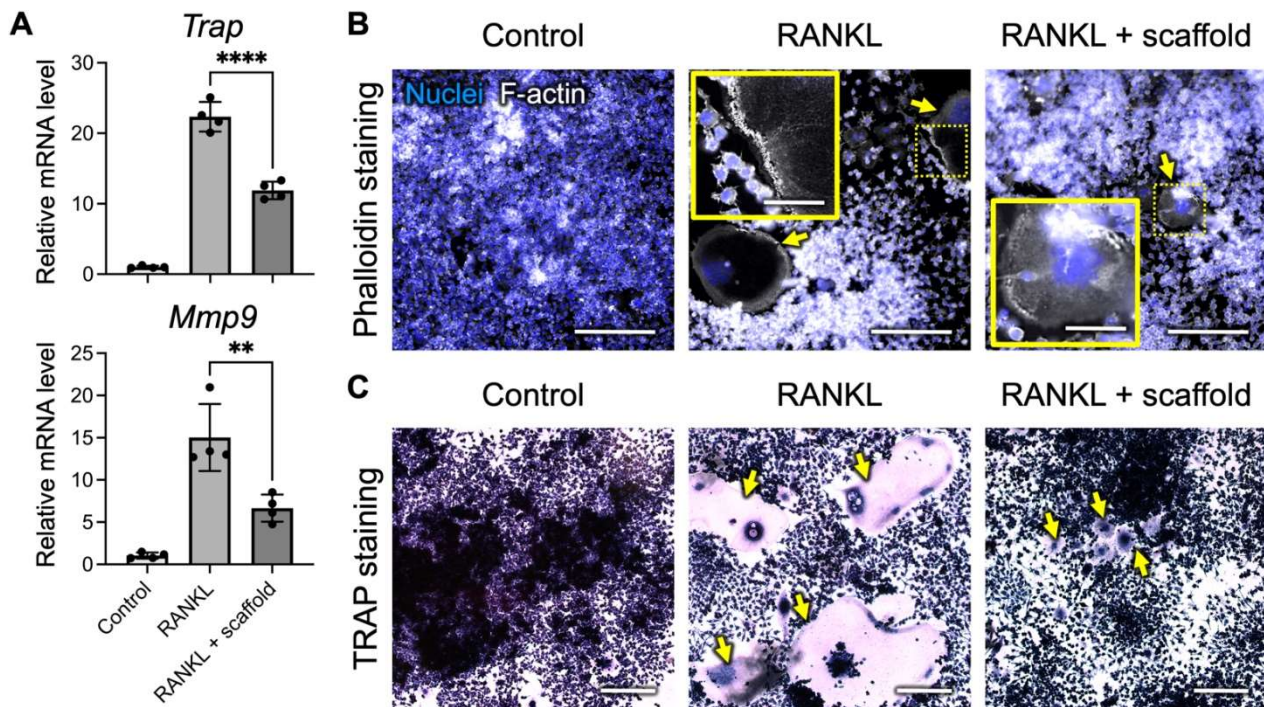 A
Trap
****
Relative mRNA level
30
20
10
0
Mmp9
**
Relative mRNA level
25
20
15
10
5
0
Control
RANKL
RANKL + scaffold
B
Control
RANKL
RANKL + scaffold
Phalloidin staining
Nuclei F-actin
C
Control
RANKL
RANKL + scaffold
TRAP staining